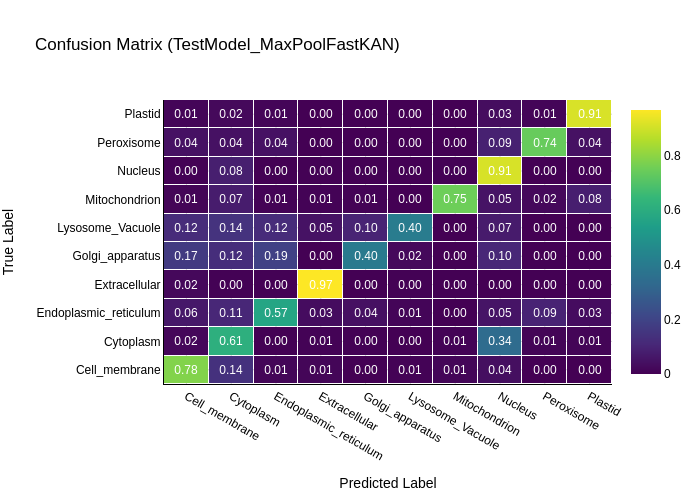 Confusion Matrix (TestModel_MaxPoolFastKAN)
True Label
Plastid 0.01 0.02 0.01 0.00 0.00 0.00 0.00 0.03 0.01 0.91
Peroxisome 0.04 0.04 0.04 0.00 0.00 0.00 0.00 0.09 0.74 0.04
Nucleus 0.00 0.08 0.00 0.00 0.00 0.00 0.00 0.91 0.00 0.00
Mitochondrion 0.01 0.07 0.01 0.01 0.01 0.00 0.75 0.05 0.02 0.08
Lysosome_Vacuole 0.12 0.14 0.12 0.05 0.10 0.40 0.00 0.07 0.00 0.00
Golgi_apparatus 0.17 0.12 0.19 0.00 0.40 0.02 0.00 0.10 0.00 0.00
Extracellular 0.02 0.00 0.00 0.97 0.00 0.00 0.00 0.00 0.00 0.00
Endoplasmic_reticulum 0.06 0.11 0.57 0.03 0.04 0.01 0.00 0.05 0.09 0.03
Cytoplasm 0.02 0.61 0.00 0.01 0.00 0.00 0.01 0.34 0.01 0.01
Cell_membrane 0.78 0.14 0.01 0.01 0.00 0.01 0.01 0.04 0.00 0.00
Cell_membrane
Cytoplasm
Endoplasmic_reticulum
Extracellular
Golgi_apparatus
Lysosome_Vacuole
Mitochondrion
Nucleus
Peroxisome
Plastid
Predicted Label
0.8
0.6
0.4
0.2
0